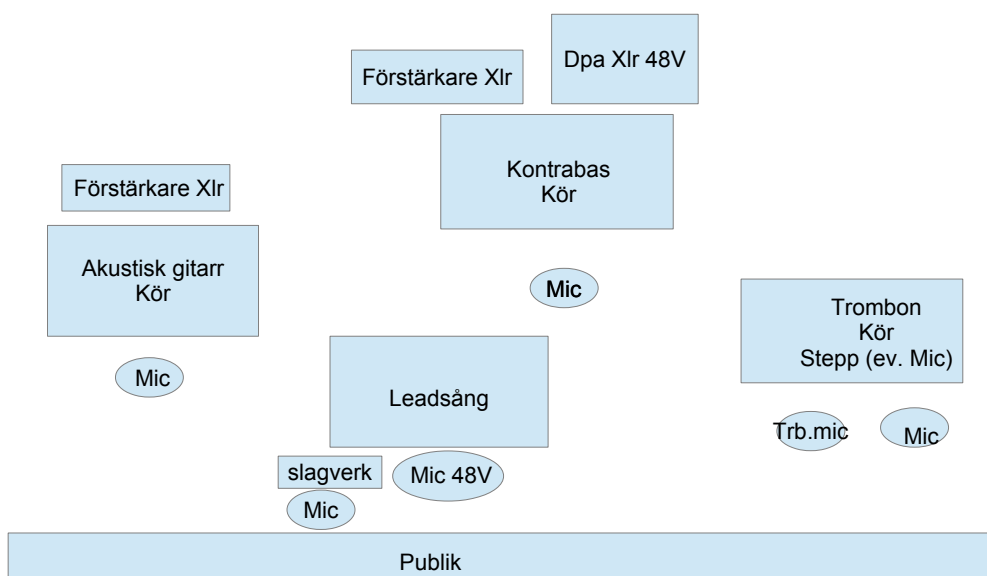 Dpa Xlr 48V
Förstärkare Xlr
Kontrabas
Kör
Förstärkare Xlr
Akustisk gitarr
Kör
Mic
Trombon
Kör
Stepp (ev. Mic)
Mic
Leadsång
Trb.mic
Mic
slagverk
Mic 48V
Mic
Publik